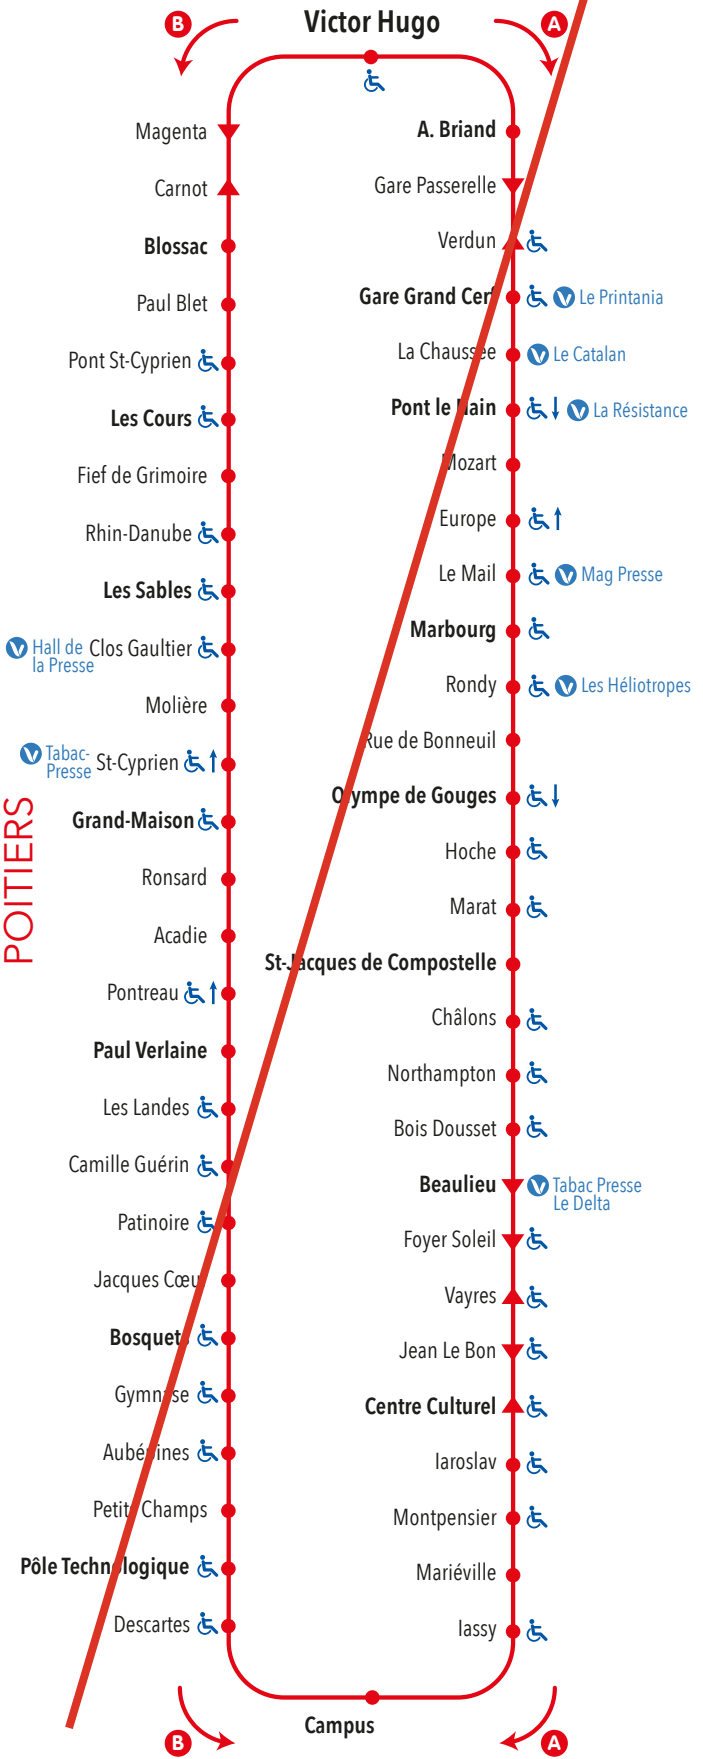 B
Victor Hugo
A
Magenta
Carnot
Blossac
Paul Blet
Pont St-Cyprien
Les Cours
Fief de Grimoire
Rhin-Danube
Les Sables
Hall de
la Presse
Clos Gaultier
Molière
Tabac-
Presse
St-Cyprien
Grand-Maison
Ronsard
Acadie
Pontreau
Paul Verlaine
Les Landes
Camille Guérin
Patinoire
Jacques Cœur
Bosquets
Gymnase
Aubépines
Petits Champs
Pôle Technologique
Descartes
POITIERS
A. Briand
Gare Passerelle
Verdun
Gare Grand Cerf
Le Printania
La Chaussée
Le Catalan
Pont le Nain
La Résistance
Mozart
Europe
Le Mail
Mag Presse
Marbourg
Rondy
Les Héliotropes
Rue de Bonneuil
Olympe de Gouges
Hoche
Marat
St-Jacques de Compostelle
Châlons
Northampton
Bois Dousset
Beaulieu
Tabac Presse
Le Delta
Foyer Soleil
Vayres
Jean Le Bon
Centre Culturel
Iaroslav
Montpensier
Mariéville
Iassy
B
Campus
A